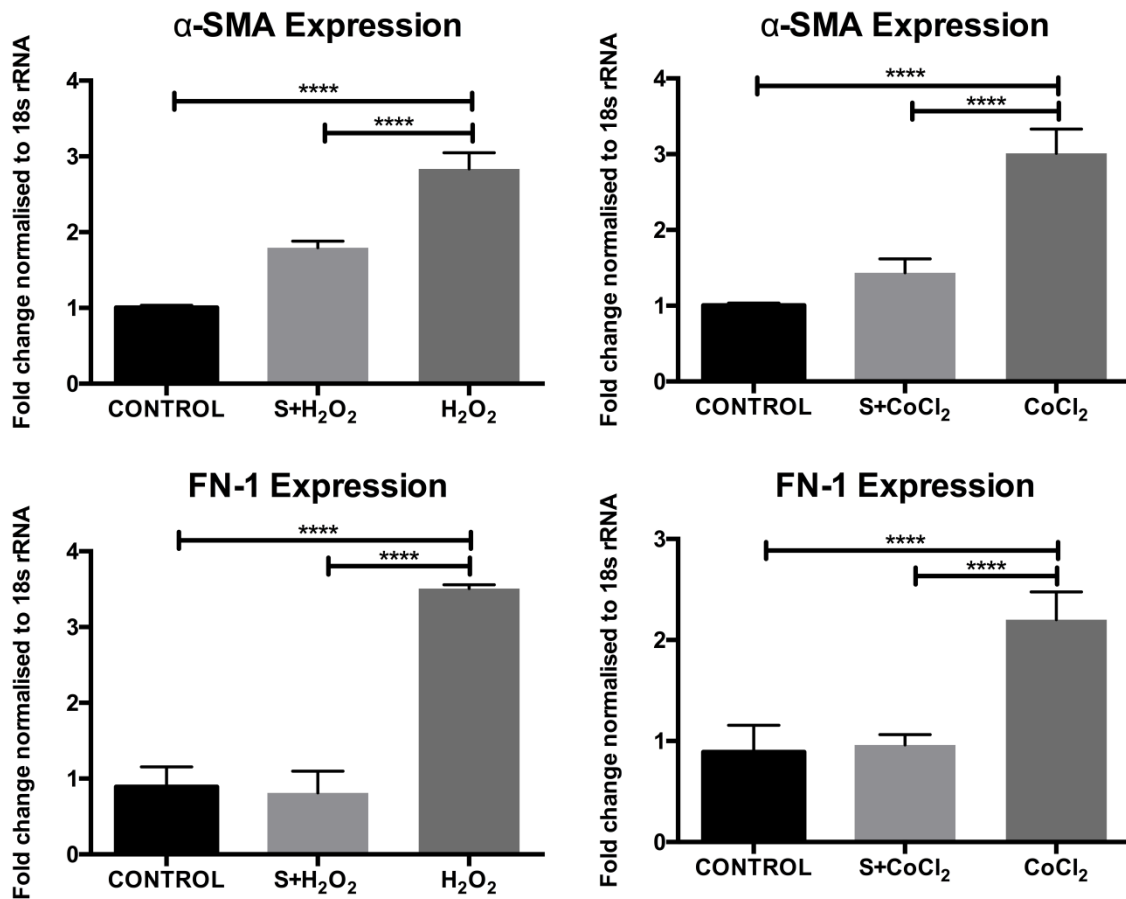 α-SMA Expression
Fold change normalised to 18s rRNA
4
3
2
1
0
****
****
CONTROL
S+H₂O₂
H₂O₂
α-SMA Expression
Fold change normalised to 18s rRNA
4
3
2
1
0
****
****
CONTROL
S+CoCl₂
CoCl₂
FN-1 Expression
Fold change normalised to 18s rRNA
4
3
2
1
0
****
****
CONTROL
S+H₂O₂
H₂O₂
FN-1 Expression
Fold change normalised to 18s rRNA
3
2
1
0
****
****
CONTROL
S+CoCl₂
CoCl₂